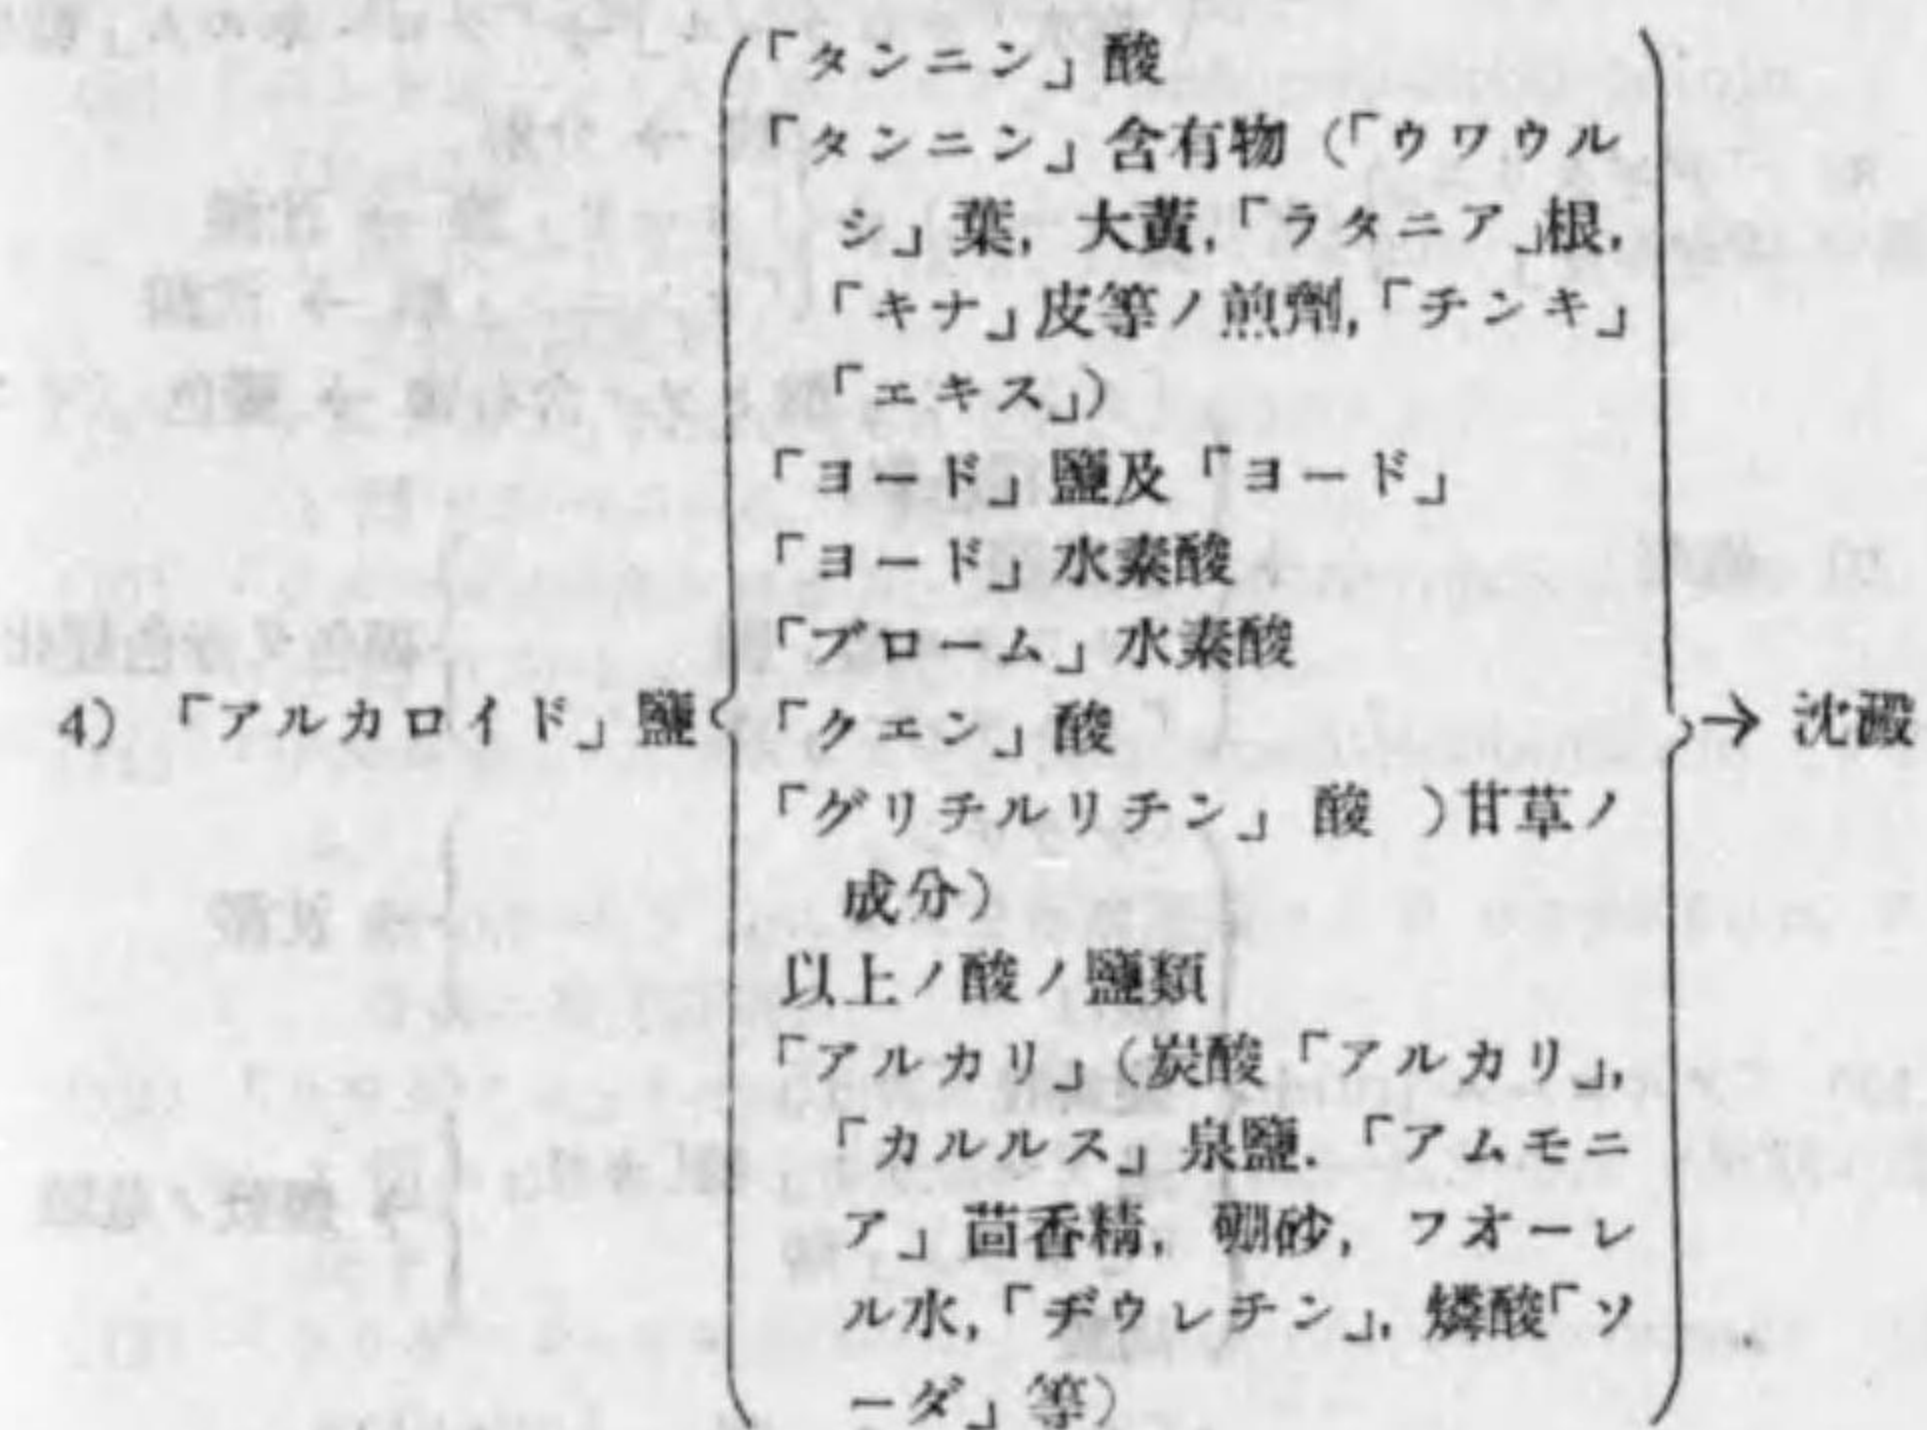 「タンニン」酸
「タンニン」含有物（「ウワウル
シ」葉，大黃，「ラタニア」根，
「キナ」皮等ノ煎劑，「チンキ」
「エキス」）
「ヨード」鹽及「ヨード」
「ヨード」水素酸
「ブローム」水素酸
4）「アルカロイド」鹽
「クエン」酸
→ 沈澱
「グリチルリチン」酸 ）甘草ノ
成分）
以上ノ酸ノ鹽類
「アルカリ」（炭酸「アルカリ」，
「カルルス」泉鹽．「アムモニ
ア」茴香精，硼砂，フオーレ
ル水，「ヂウレチン」，燐酸「ソ
ーダ」等）